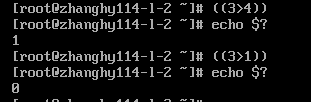 [root@zhanghy114-l-2 ~]# ((3>4))
[root@zhanghy114-l-2 ~]# echo $?
1
[root@zhanghy114-l-2 ~]# ((3>1))
[root@zhanghy114-l-2 ~]# echo $?
0